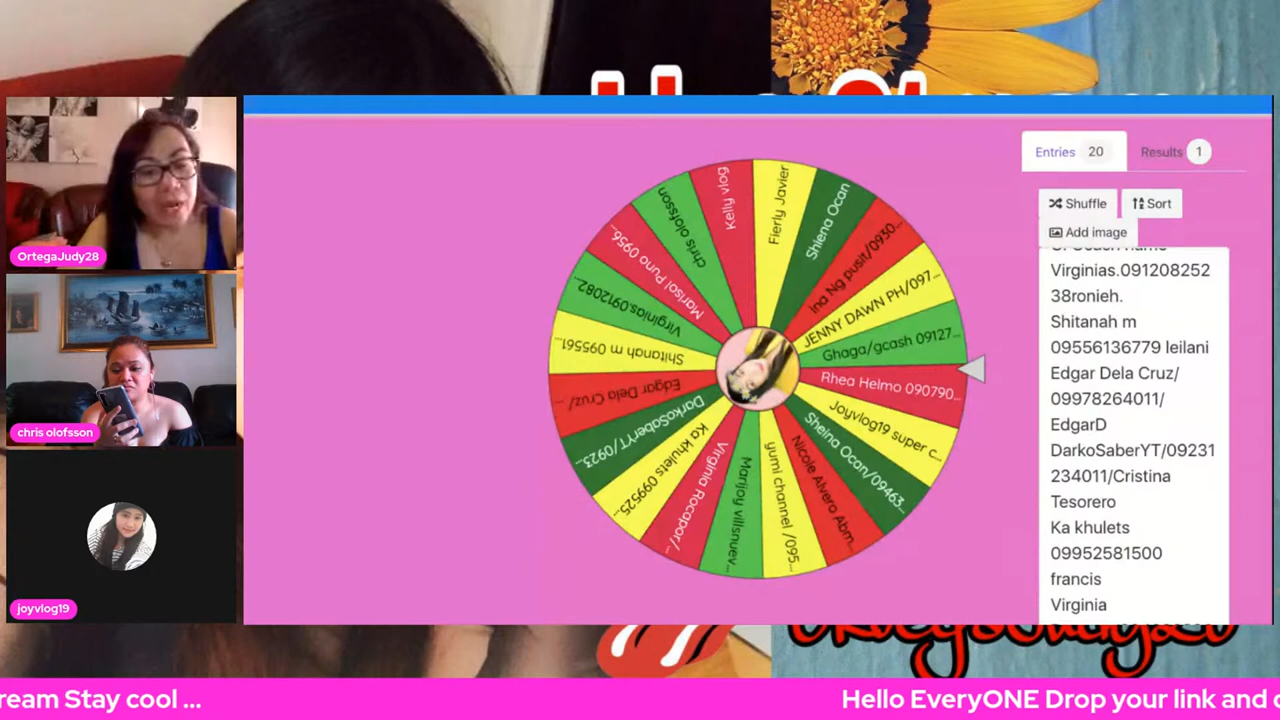 OrtegaJudy28
chris olofsson
joyvlog19
Kelly vlog
Fierly Javier
Shiena Ocan
Ina Ng pusit/0930...
JENNY DAWN PH/097...
Ghaga/gcash 09127...
Rhea Helmo 090790...
Joyvlog19 super c...
Sheina Ocan/09463...
Nicole Alvero Abm...
yumi channel /095...
Marijoy villsnuev...
Virginia Rocapor/...
Ka khulets 099525...
DarkoSaberYT/0923...
Edgar Dela Cruz/
Shitanah m 095561...
Virginias.0912082...
Marisol Puno 0956...
chris olofsson
Entries 20
Results 1
Shuffle
Sort
Add image
Virginias.091208252
38ronieh.
Shitanah m
09556136779 leilani
Edgar Dela Cruz/
09978264011/
EdgarD
DarkoSaberYT/09231
234011/Cristina
Tesorero
Ka khulets
09952581500
francis
Virginia
ream Stay cool ...
Hello EveryONE Drop your link and